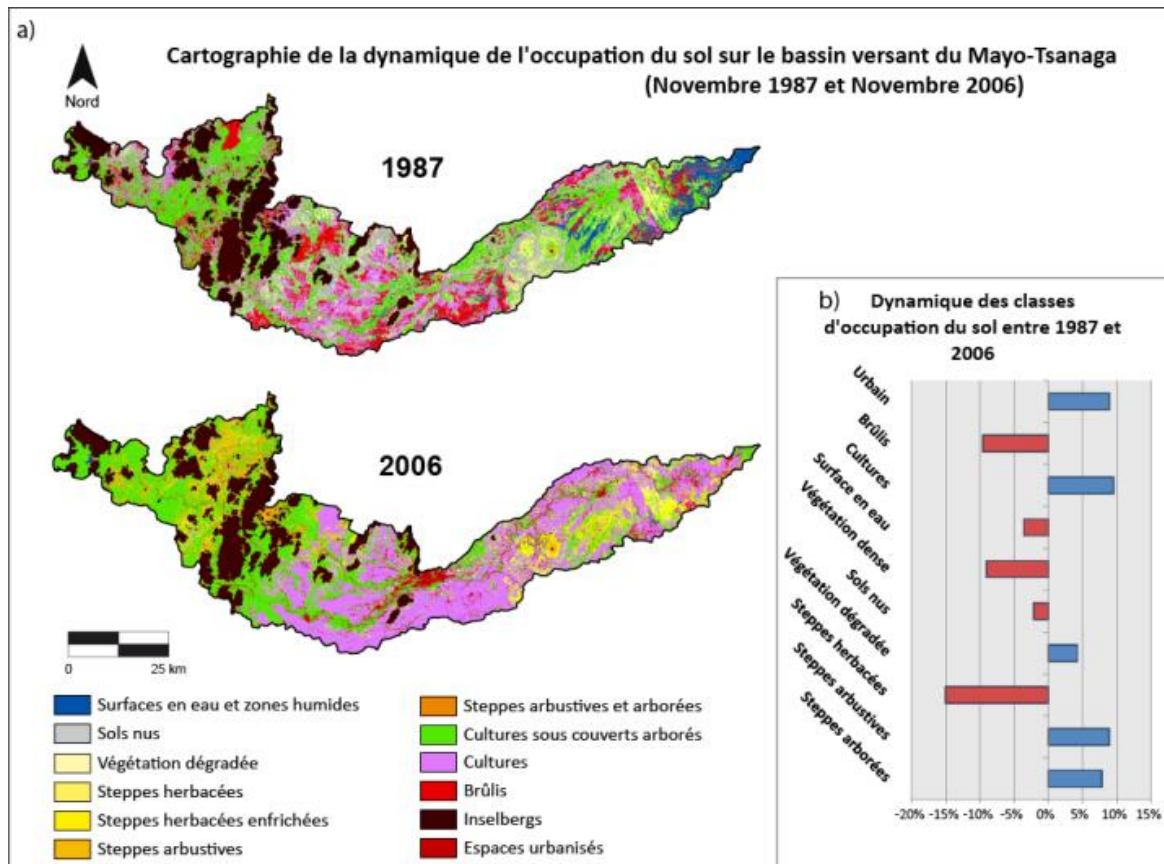 a)
Cartographie de la dynamique de l'occupation du sol sur le bassin versant du Mayo-Tsanaga
(Novembre 1987 et Novembre 2006)
Nord
1987
2006
0 25 km
Surfaces en eau et zones humides
Sols nus
Végétation dégradée
Steppes herbacées
Steppes herbacées enfrichées
Steppes arbustives
Steppes arbustives et arborées
Cultures sous couverts arborés
Cultures
Brûlis
Inselbergs
Espaces urbanisés
b) Dynamique des classes
d'occupation du sol entre 1987 et
2006
Urbain
Brûlis
Cultures
Surface en eau
Végétation dense
Sols nus
Végétation dégradée
Steppes herbacées
Steppes arbustives
Steppes arborées
-20% -15% -10% -5% 0% 5% 10% 15%